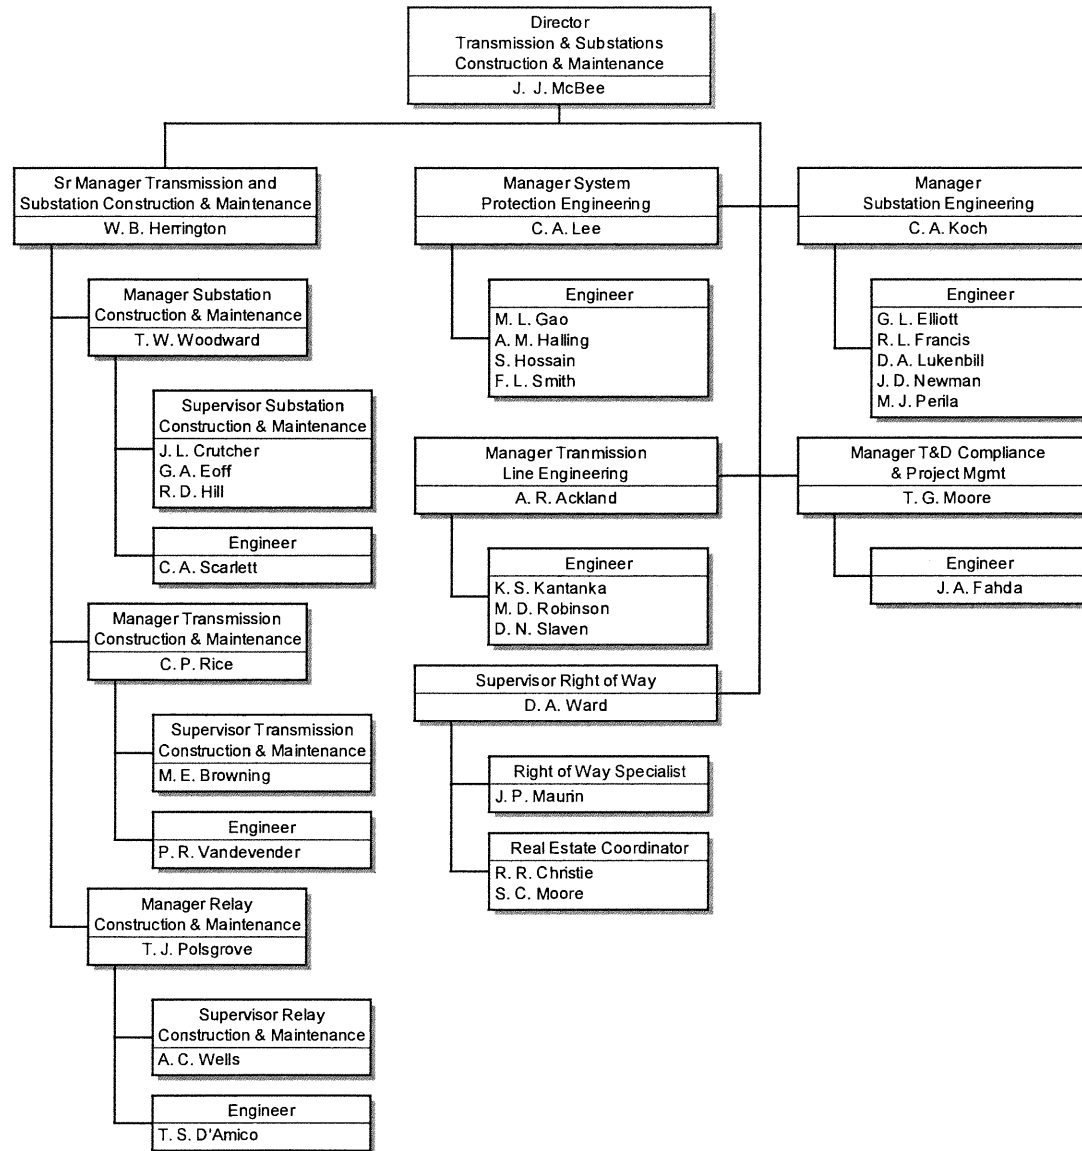 Director
Transmission & Substations
Construction & Maintenance
J. J. McBee
Sr Manager Transmission and
Substation Construction & Maintenance
W. B. Herrington
Manager Substation
Construction & Maintenance
T. W. Woodward
Supervisor Substation
Construction & Maintenance
J. L. Crutcher
G. A. Eoff
R. D. Hill
Engineer
C. A. Scarlett
Manager Transmission
Construction & Maintenance
C. P. Rice
Supervisor Transmission
Construction & Maintenance
M. E. Browning
Engineer
P. R. Vandevender
Manager Relay
Construction & Maintenance
T. J. Polsgrove
Supervisor Relay
Construction & Maintenance
A. C. Wells
Engineer
T. S. D'Amico
Manager System
Protection Engineering
C. A. Lee
Engineer
M. L. Gao
A. M. Halling
S. Hossain
F. L. Smith
Manager Tranmission
Line Engineering
A. R. Ackland
Engineer
K. S. Kantanka
M. D. Robinson
D. N. Slaven
Supervisor Right of Way
D. A. Ward
Right of Way Specialist
J. P. Maurin
Real Estate Coordinator
R. R. Christie
S. C. Moore
Manager
Substation Engineering
C. A. Koch
Engineer
G. L. Elliott
R. L. Francis
D. A. Lukenbill
J. D. Newman
M. J. Perila
Manager T&D Compliance
& Project Mgmt
T. G. Moore
Engineer
J. A. Fahda